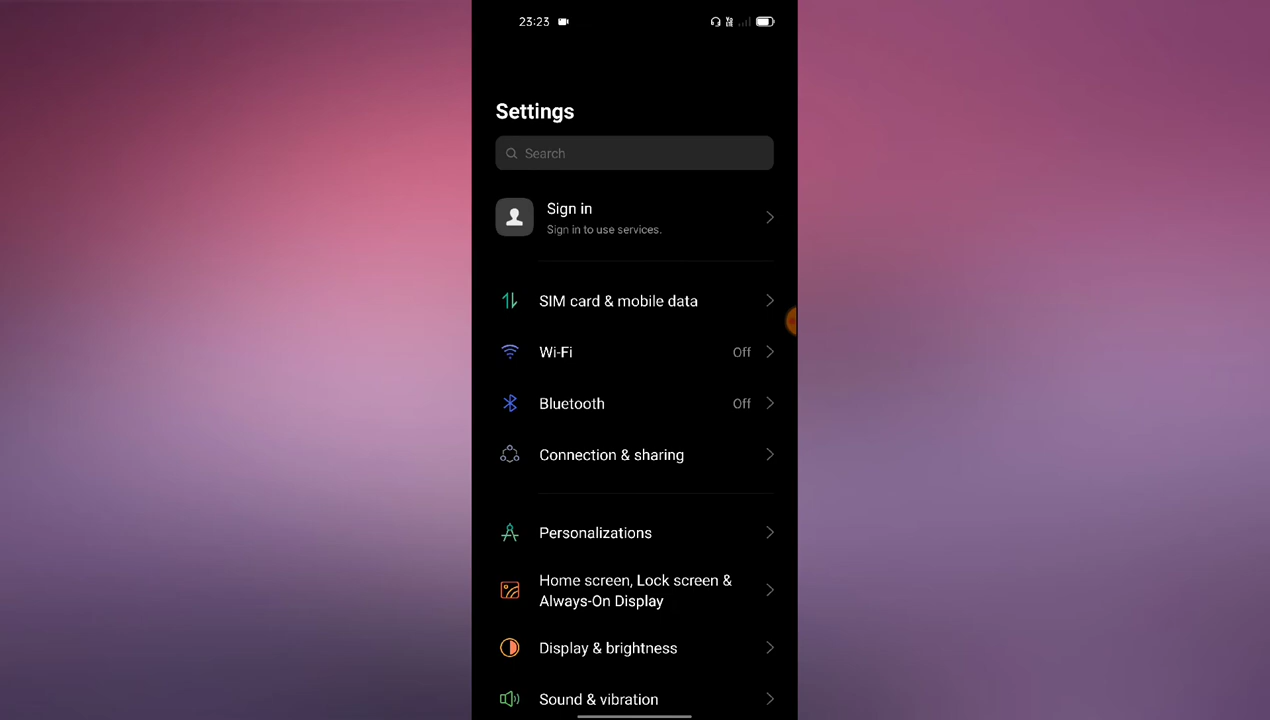 23:23
Settings
Search
Sign in
Sign in to use services.
SIM card & mobile data
Wi-Fi Off
Bluetooth Off
Connection & sharing
Personalizations
Home screen, Lock screen &
Always-On Display
Display & brightness
Sound & vibration